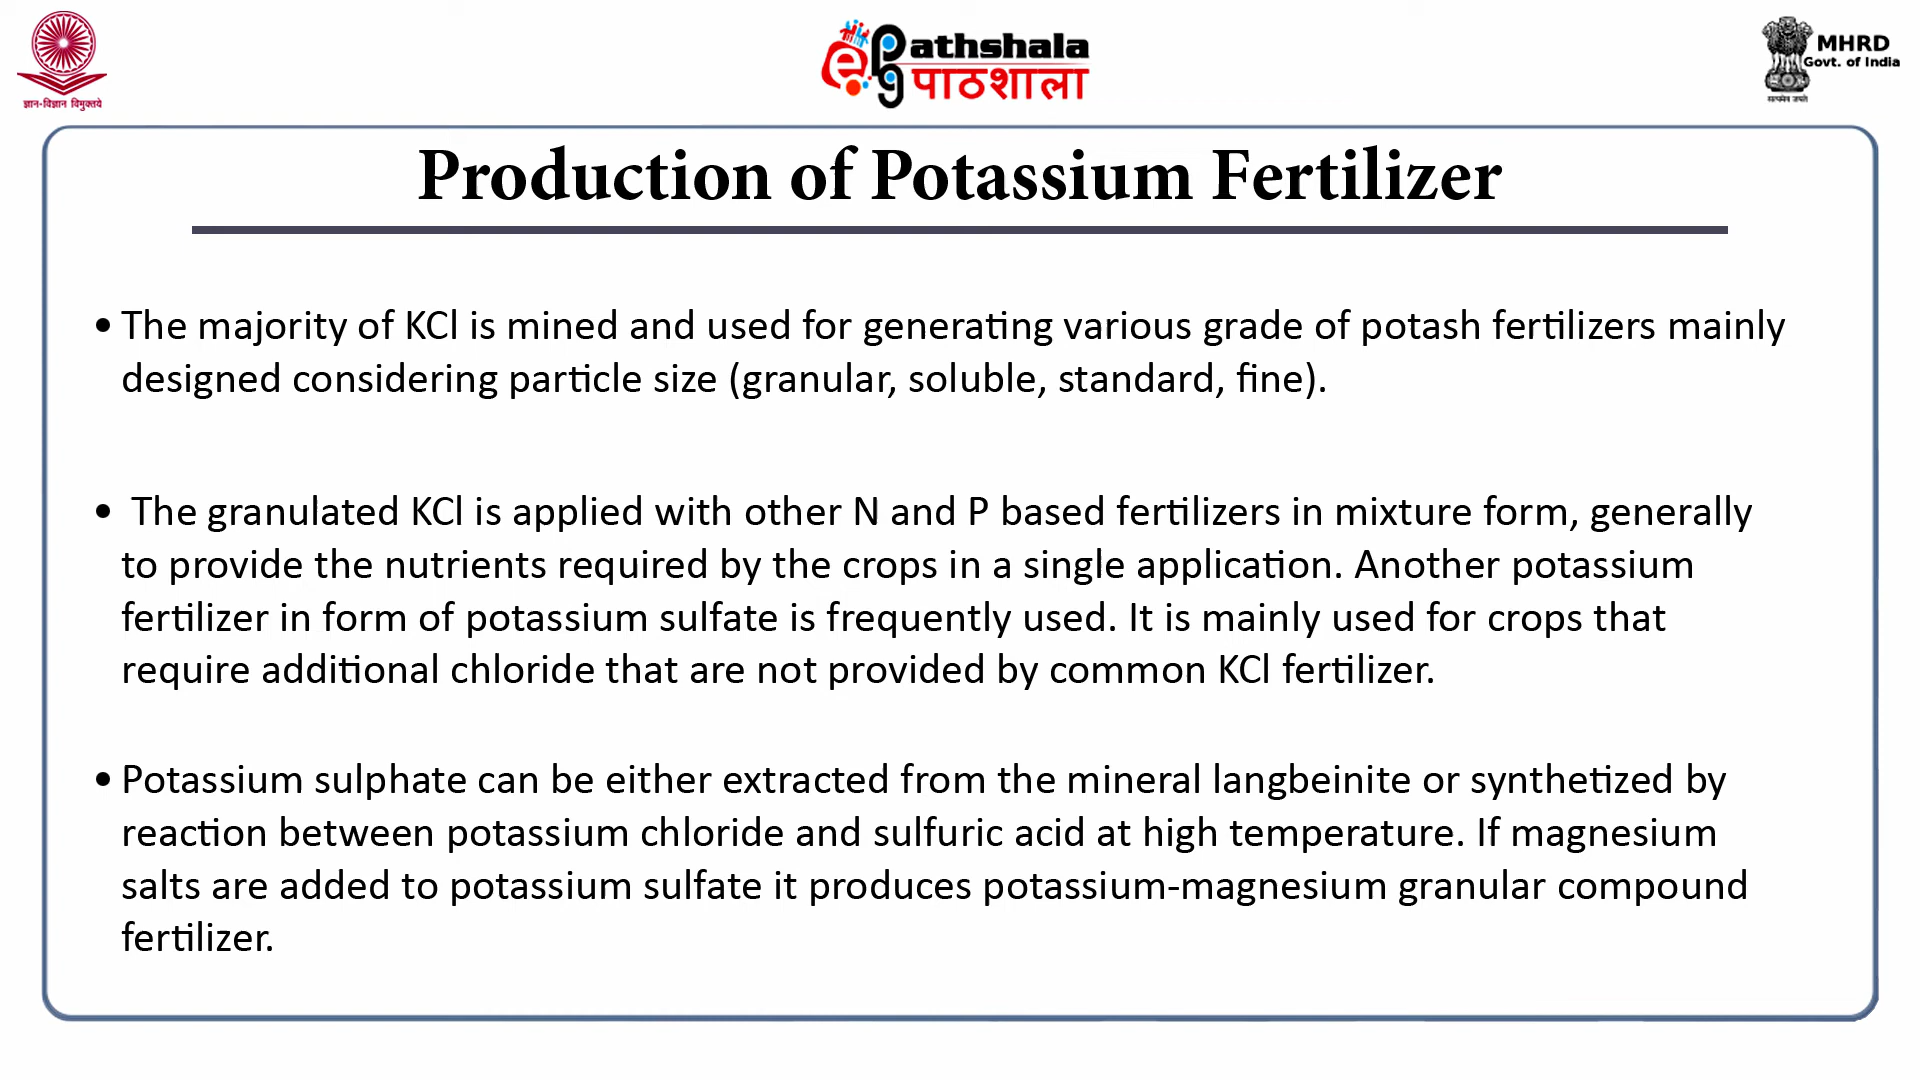 ज्ञान-विज्ञान विमुक्तये
ePg Pathshala
पाठशाला
MHRD
Govt. of India
सत्यमेव जयते
Production of Potassium Fertilizer
• The majority of KCl is mined and used for generating various grade of potash fertilizers mainly
designed considering particle size (granular, soluble, standard, fine).
• The granulated KCl is applied with other N and P based fertilizers in mixture form, generally
to provide the nutrients required by the crops in a single application. Another potassium
fertilizer in form of potassium sulfate is frequently used. It is mainly used for crops that
require additional chloride that are not provided by common KCl fertilizer.
• Potassium sulphate can be either extracted from the mineral langbeinite or synthetized by
reaction between potassium chloride and sulfuric acid at high temperature. If magnesium
salts are added to potassium sulfate it produces potassium-magnesium granular compound
fertilizer.